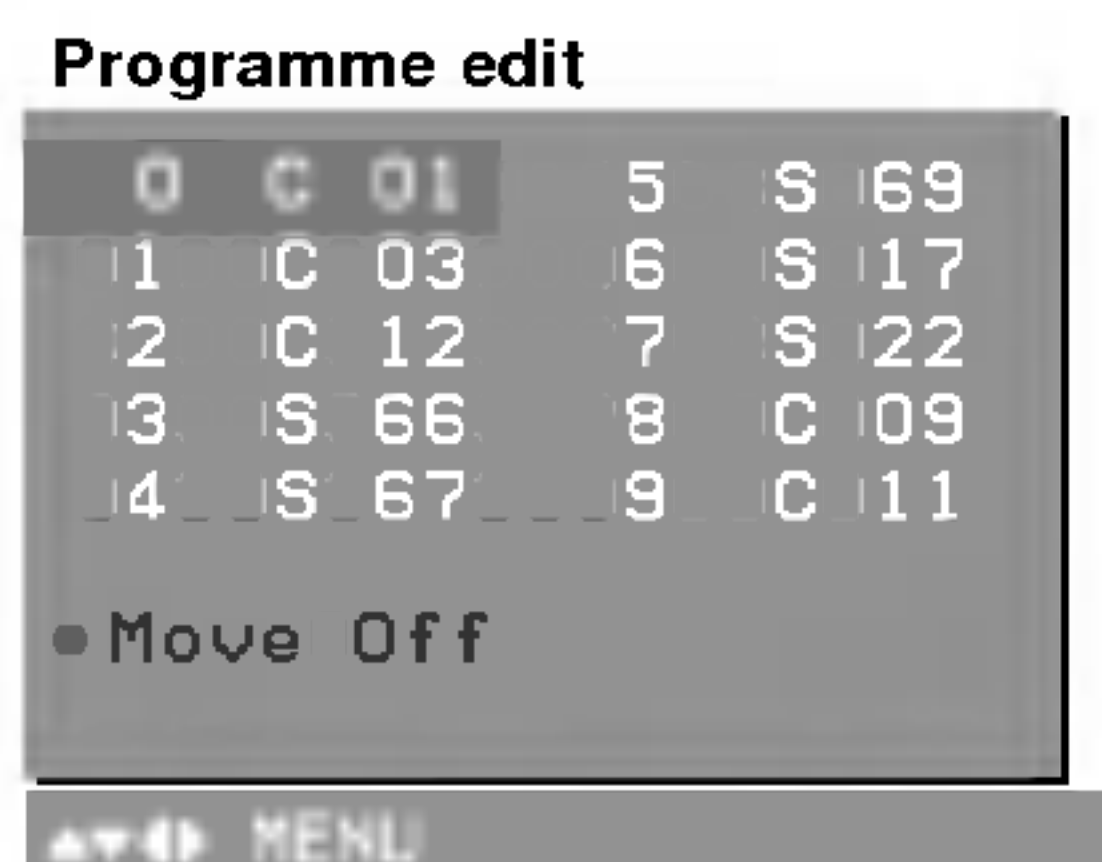 Programme edit
0 C 01 5 S 69
1 C 03 6 S 17
2 C 12 7 S 22
3 S 66 8 C 09
4 S 67 9 C 11
●Move Off
▲▼◀▶ MENU